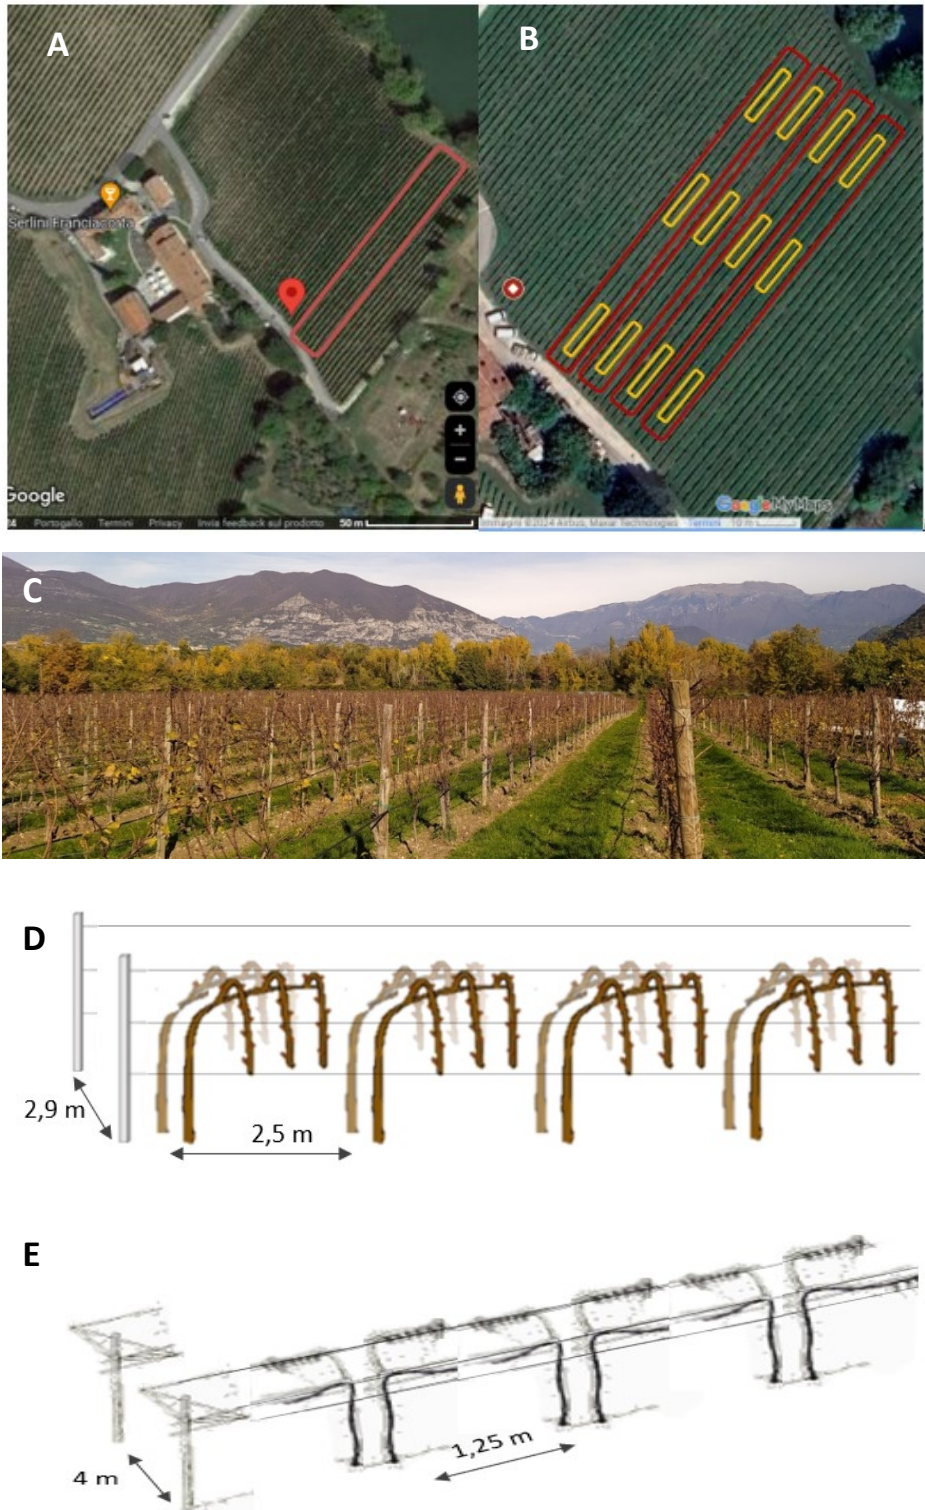 A
B
Serlini Franciacorta
Google
Portogallo Termini Privacy Invia feedback sul prodotto 50 m
Google My Maps
Immagini ©2024 Airbus, Maxar Technologies Termini 10 m
C
D
2,9 m
2,5 m
E
1,25 m
4 m